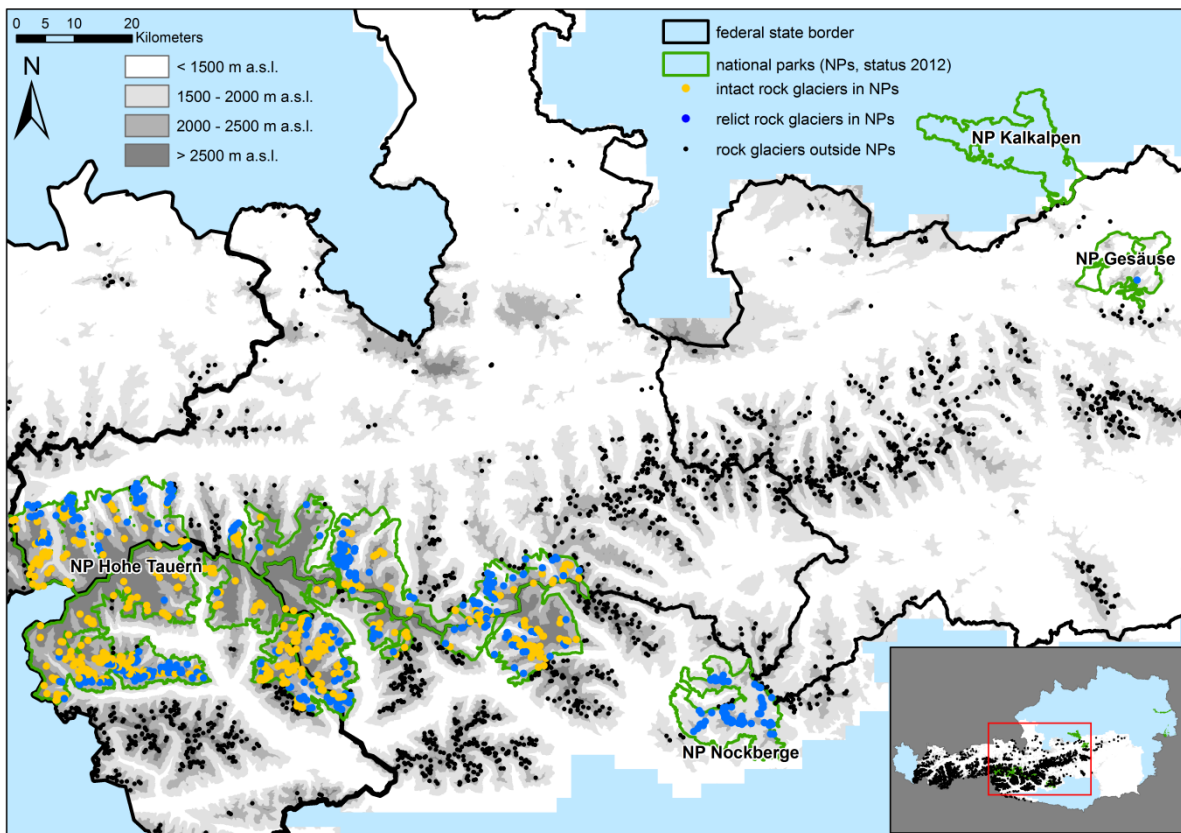 0 5 10 20
Kilometers
N
< 1500 m a.s.l.
1500 - 2000 m a.s.l.
2000 - 2500 m a.s.l.
> 2500 m a.s.l.
federal state border
national parks (NPs, status 2012)
intact rock glaciers in NPs
relict rock glaciers in NPs
rock glaciers outside NPs
NP Kalkalpen
NP Gesäuse
NP Hohe Tauern
NP Nockberge